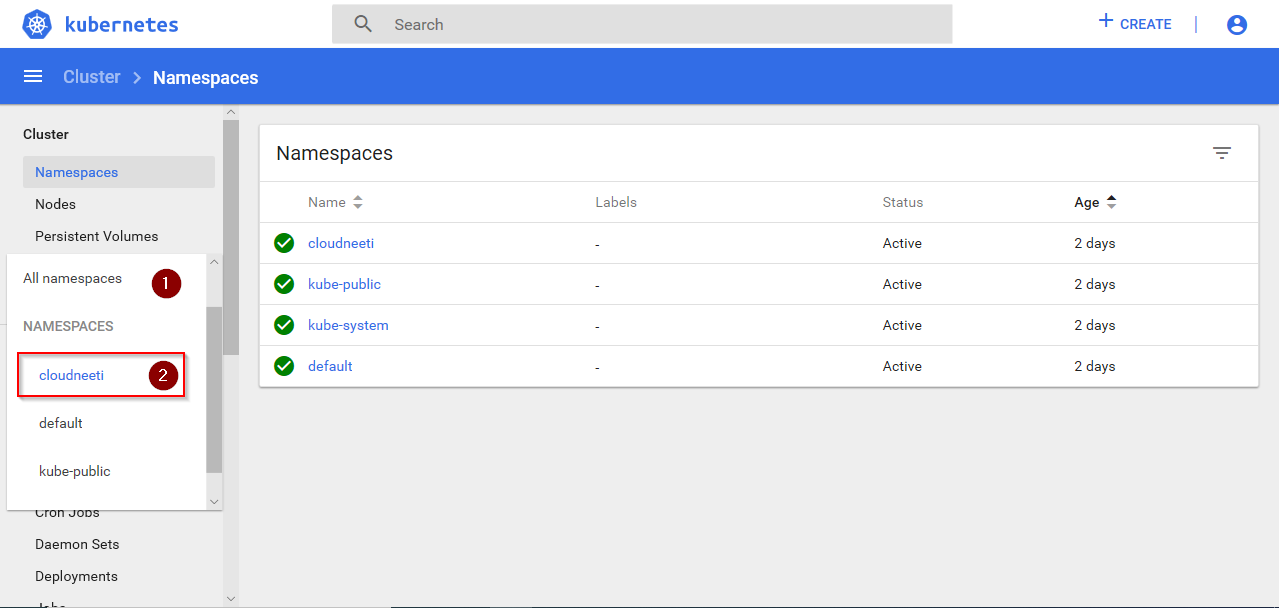 kubernetes
Search
CREATE
Cluster
Namespaces
Cluster
Namespaces
Nodes
Persistent Volumes
All namespaces
1
NAMESPACES
cloudneeti
2
default
kube-public
Cron Jobs
Daemon Sets
Deployments
Jobs
Namespaces
Name Labels Status Age
cloudneeti - Active 2 days
kube-public - Active 2 days
kube-system - Active 2 days
default - Active 2 days